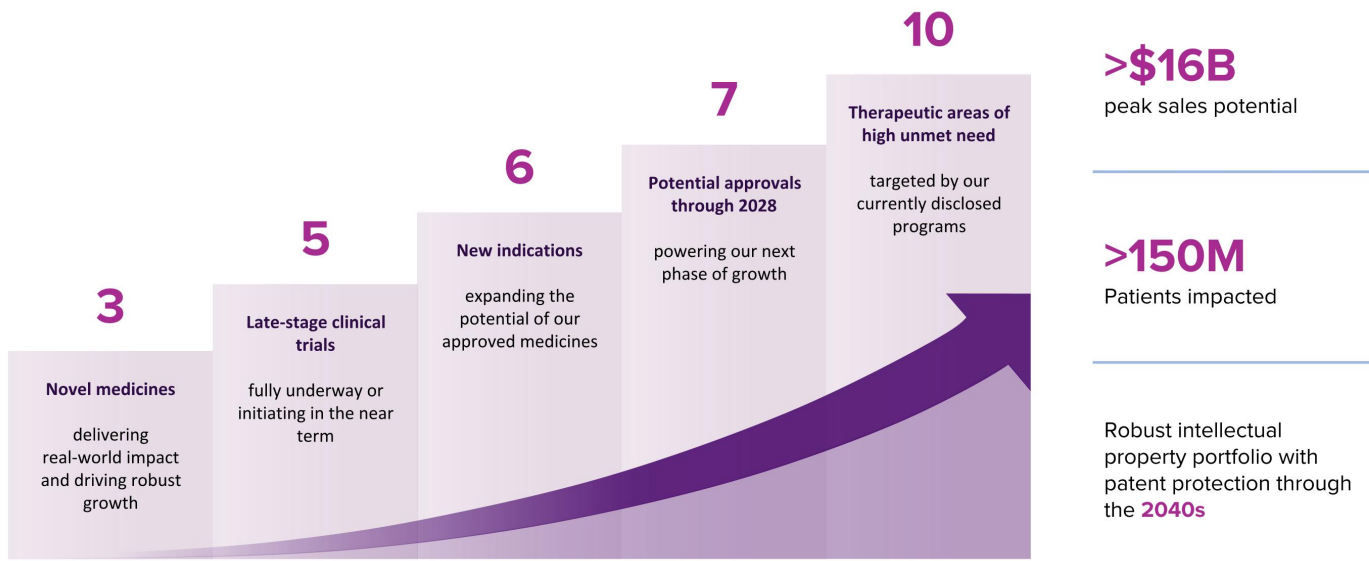 3
Novel medicines
delivering
real-world impact
and driving robust
growth
5
Late-stage clinical
trials
fully underway or
initiating in the near
term
6
New indications
expanding the
potential of our
approved medicines
7
Potential approvals
through 2028
powering our next
phase of growth
10
Therapeutic areas of
high unmet need
targeted by our
currently disclosed
programs
>$16B
peak sales potential
>150M
Patients impacted
Robust intellectual
property portfolio with
patent protection through
the 2040s